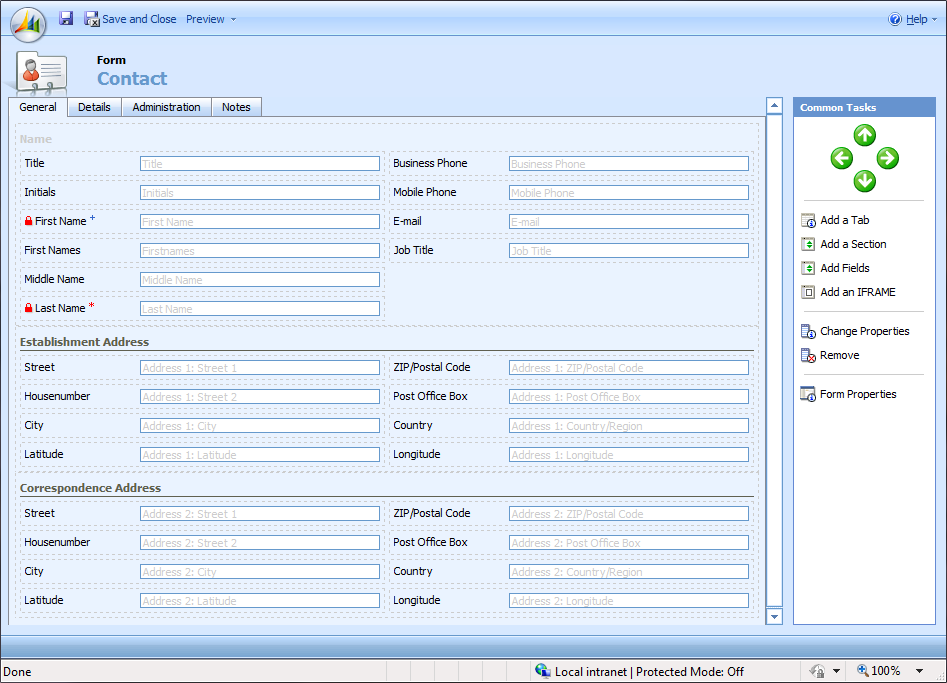 Save and Close Preview Help
Form
Contact
General Details Administration Notes
Common Tasks
Name
Title Title Business Phone Business Phone
Initials Initials Mobile Phone Mobile Phone
First Name + First Name E-mail E-mail
First Names Firstnames Job Title Job Title
Middle Name Middle Name
Last Name * Last Name
Establishment Address
Street Address 1: Street 1 ZIP/Postal Code Address 1: ZIP/Postal Code
Housenumber Address 1: Street 2 Post Office Box Address 1: Post Office Box
City Address 1: City Country Address 1: Country/Region
Latitude Address 1: Latitude Longitude Address 1: Longitude
Correspondence Address
Street Address 2: Street 1 ZIP/Postal Code Address 2: ZIP/Postal Code
Housenumber Address 2: Street 2 Post Office Box Address 2: Post Office Box
City Address 2: City Country Address 2: Country/Region
Latitude Address 2: Latitude Longitude Address 2: Longitude
Add a Tab
Add a Section
Add Fields
Add an IFRAME
Change Properties
Remove
Form Properties
Done Local intranet | Protected Mode: Off 100%